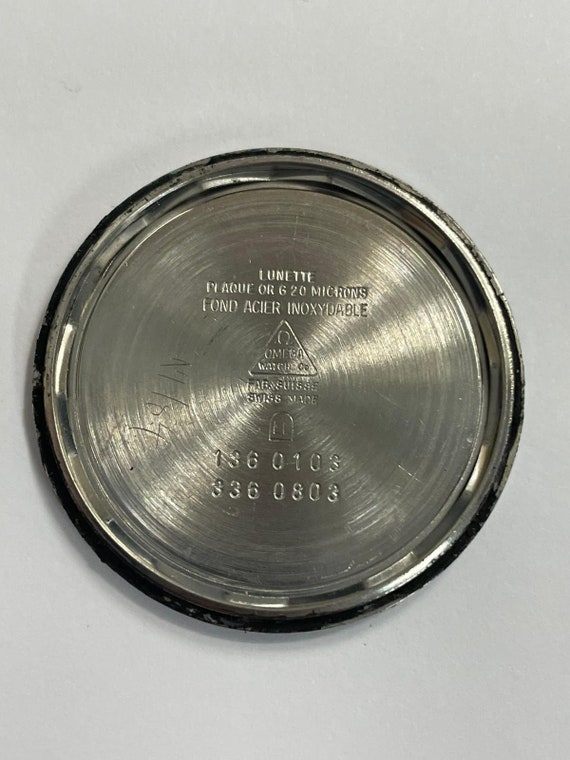 LUNETTE
PLAQUE OR G 20 MICRONS
FOND ACIER INOXYDABLE
Ω
OMEGA
WATCH Co
FAB. SUISSE
SWISS MADE
B
136 0103
336 0803